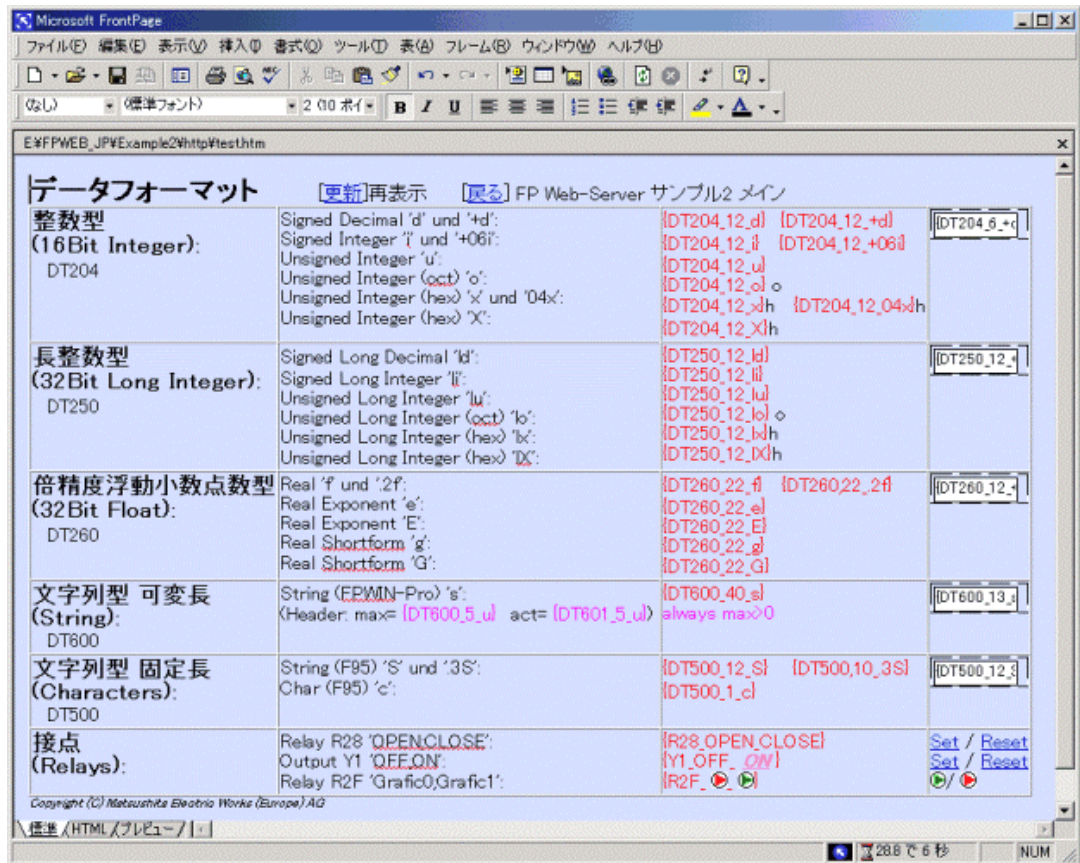 Microsoft FrontPage
ファイル(F) 編集(E) 表示(V) 挿入(I) 書式(O) ツール(T) 表(A) フレーム(R) ウィンドウ(W) ヘルプ(H)
(なし) (標準フォント) 2 (10 ポイ B I U A
E:¥FPWEB_JP¥Example2¥http¥test.htm
データフォーマット [更新]再表示 [戻る] FP Web-Server サンプル2 メイン
整数型
(16Bit Integer):
DT204
Signed Decimal 'd' und '+d':
Signed Integer 'i' und '+06i':
Unsigned Integer 'u':
Unsigned Integer (oct) 'o':
Unsigned Integer (hex) 'x' und '04x':
Unsigned Integer (hex) 'X':
{DT204_12_d} {DT204_12_+d}
{DT204_12_i} {DT204_12_+06i}
{DT204_12_u}
{DT204_12_o} o
{DT204_12_x}h {DT204_12_04x}h
{DT204_12_X}h
{DT204_6_+d
長整数型
(32Bit Long Integer):
DT250
Signed Long Decimal 'ld':
Signed Long Integer 'li':
Unsigned Long Integer 'lu':
Unsigned Long Integer (oct) 'lo':
Unsigned Long Integer (hex) 'lx':
Unsigned Long Integer (hex) 'lX':
{DT250_12_ld}
{DT250_12_li}
{DT250_12_lu}
{DT250_12_lo} o
{DT250_12_lx}h
{DT250_12_lX}h
{DT250_12_+
倍精度浮動小数点数型
(32Bit Float):
DT260
Real 'f' und '.2f':
Real Exponent 'e':
Real Exponent 'E':
Real Shortform 'g':
Real Shortform 'G':
{DT260_22_f} {DT260,22_.2f}
{DT260_22_e}
{DT260_22_E}
{DT260_22_g}
{DT260_22_G}
{DT260_12_+
文字列型 可変長
(String):
DT600
String (FPWIN-Pro) 's':
(Header: max= {DT600_5_u} act= {DT601_5_u}) always max>0
{DT600_40_s}
{DT600_13_s
文字列型 固定長
(Characters):
DT500
String (F95) 'S' und '.3S':
Char (F95) 'c':
{DT500_12_S} {DT500,10_.3S}
{DT500_1_c}
{DT500_12_S
接点
(Relays):
Relay R28 'OPEN,CLOSE':
Output Y1 'OFF,ON':
Relay R2F 'Grafic0,Grafic1':
{R28_OPEN_CLOSE}
{Y1_OFF_ ON}
{R2F_ _ }
Set / Reset
Set / Reset
/
Copyright (C) Matsushita Electric Works (Europe) AG
標準 HTML プレビュー
28.8 で 6 秒 NUM